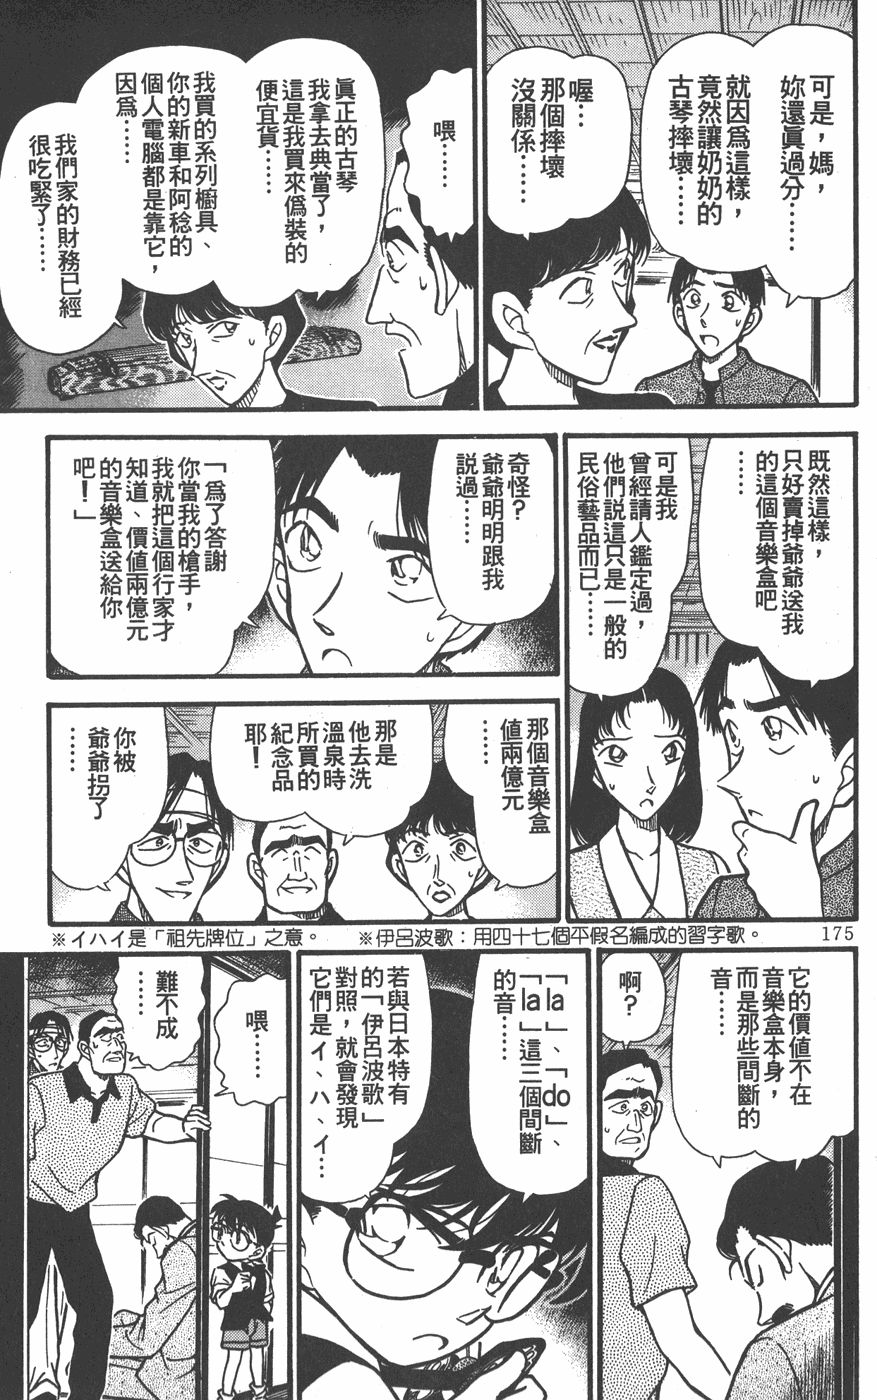 可是，媽，
妳還眞過分……
就因爲這樣，
竟然讓奶奶的
古琴摔壞……
喔…
那個摔壞
沒關係……
喂……
眞正的古琴
我拿去典當了，
這是我買來僞裝的
便宜貨……
我買的系列櫥具、
你的新車和阿稔的
個人電腦都是靠它，
因爲……
我們家的財務已經
很吃緊了……
既然這樣，
只好賣掉爺爺送我
的這個音樂盒吧
……
可是我
曾經請人鑑定過，
他們說這只是一般的
民俗藝品而已……
奇怪？
爺爺明明跟我
說過……
「爲了答謝
你當我的槍手，
我就把這個行家才
知道、價値兩億元
的音樂盒送給你
吧！」
那個音樂盒
値兩億元
……
那是
他去洗
溫泉時
所買的
紀念品
耶！
你被
爺爺拐了
……
※イハイ是「祖先牌位」之意。
※伊呂波歌：用四十七個平假名編成的習字歌。
175
它的價値不在
音樂盒本身，
而是那些間斷的
音……
啊？
「la」、「do」、
「la」這三個間斷
的音……
若與日本特有
的「伊呂波歌」
對照，就會發現
它們是イ、ハ、イ…
喂……
難不成
……